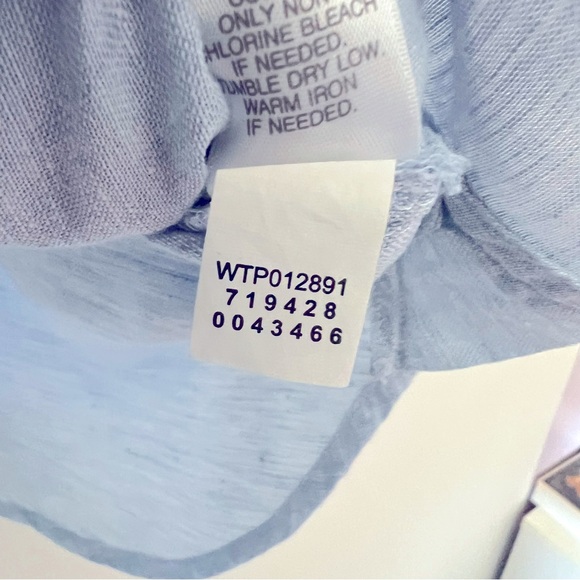 ONLY NON
CHLORINE BLEACH
IF NEEDED.
TUMBLE DRY LOW.
WARM IRON
IF NEEDED.
WTP012891
719428
0043466